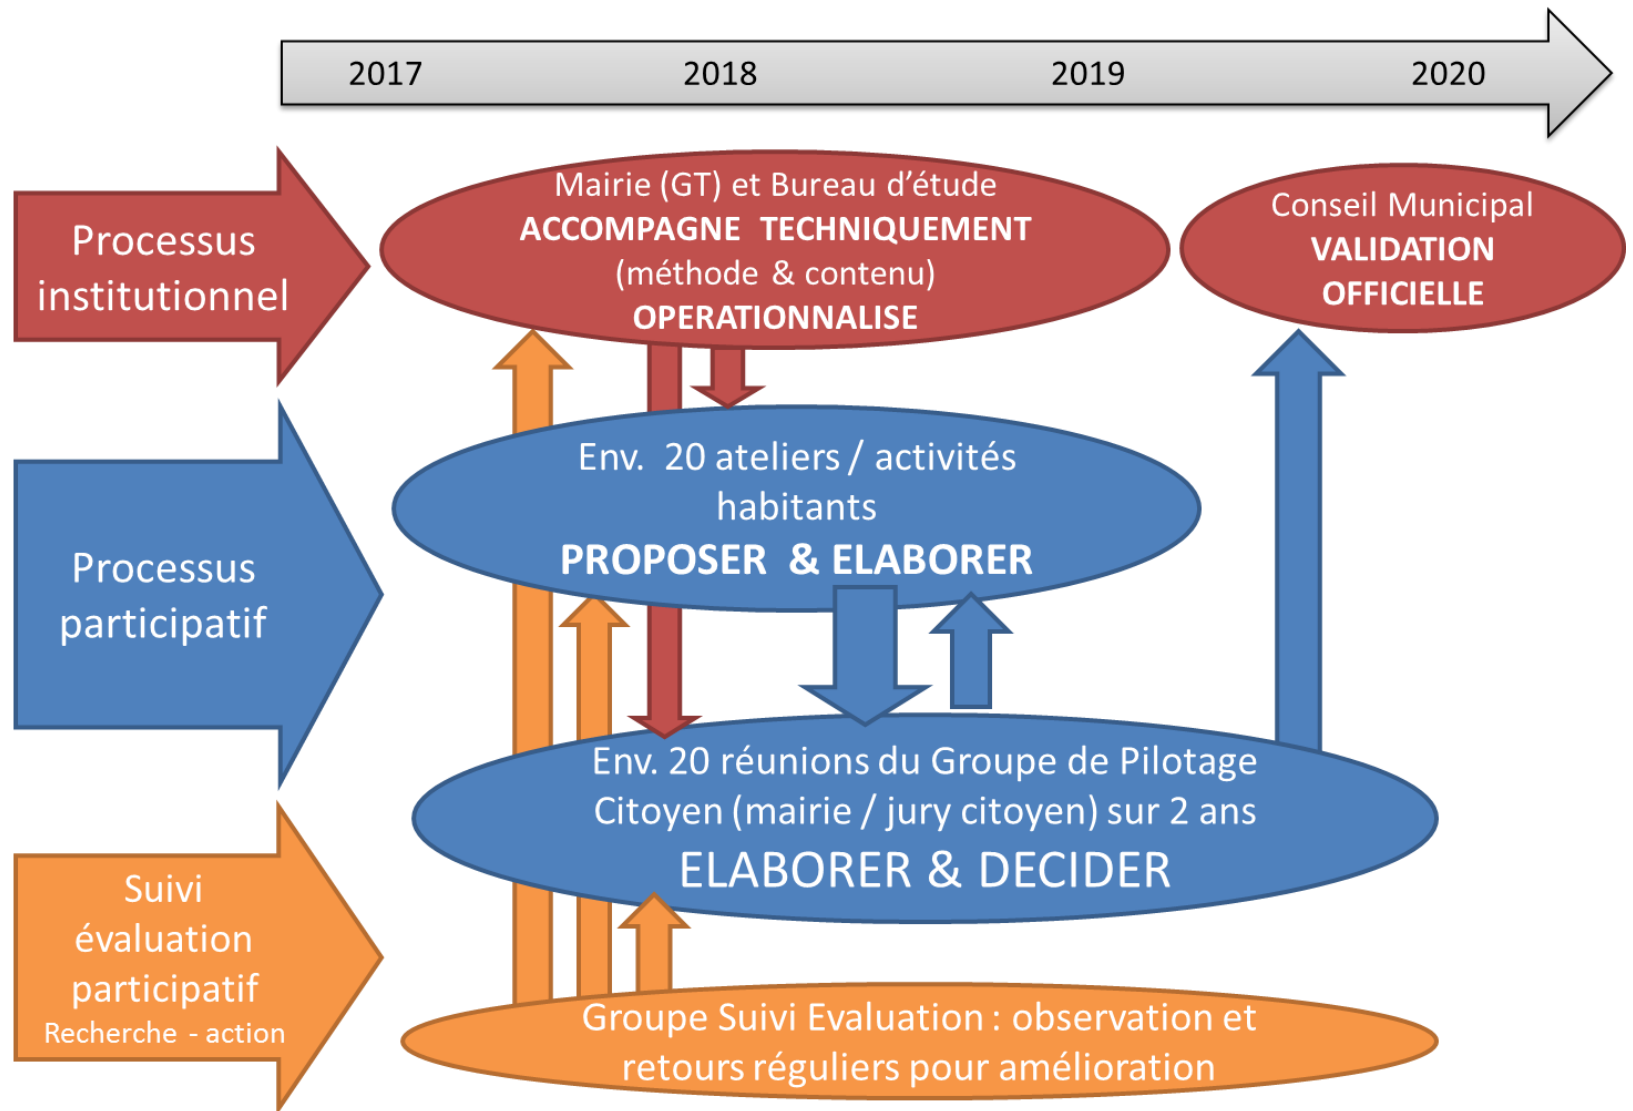 2017 2018 2019 2020
Processus
institutionnel
Mairie (GT) et Bureau d'étude
ACCOMPAGNE TECHNIQUEMENT
(méthode & contenu)
OPERATIONNALISE
Conseil Municipal
VALIDATION
OFFICIELLE
Processus
participatif
Env. 20 ateliers / activités
habitants
PROPOSER & ELABORER
Env. 20 réunions du Groupe de Pilotage
Citoyen (mairie / jury citoyen) sur 2 ans
ELABORER & DECIDER
Suivi
évaluation
participatif
Recherche - action
Groupe Suivi Evaluation : observation et
retours réguliers pour amélioration